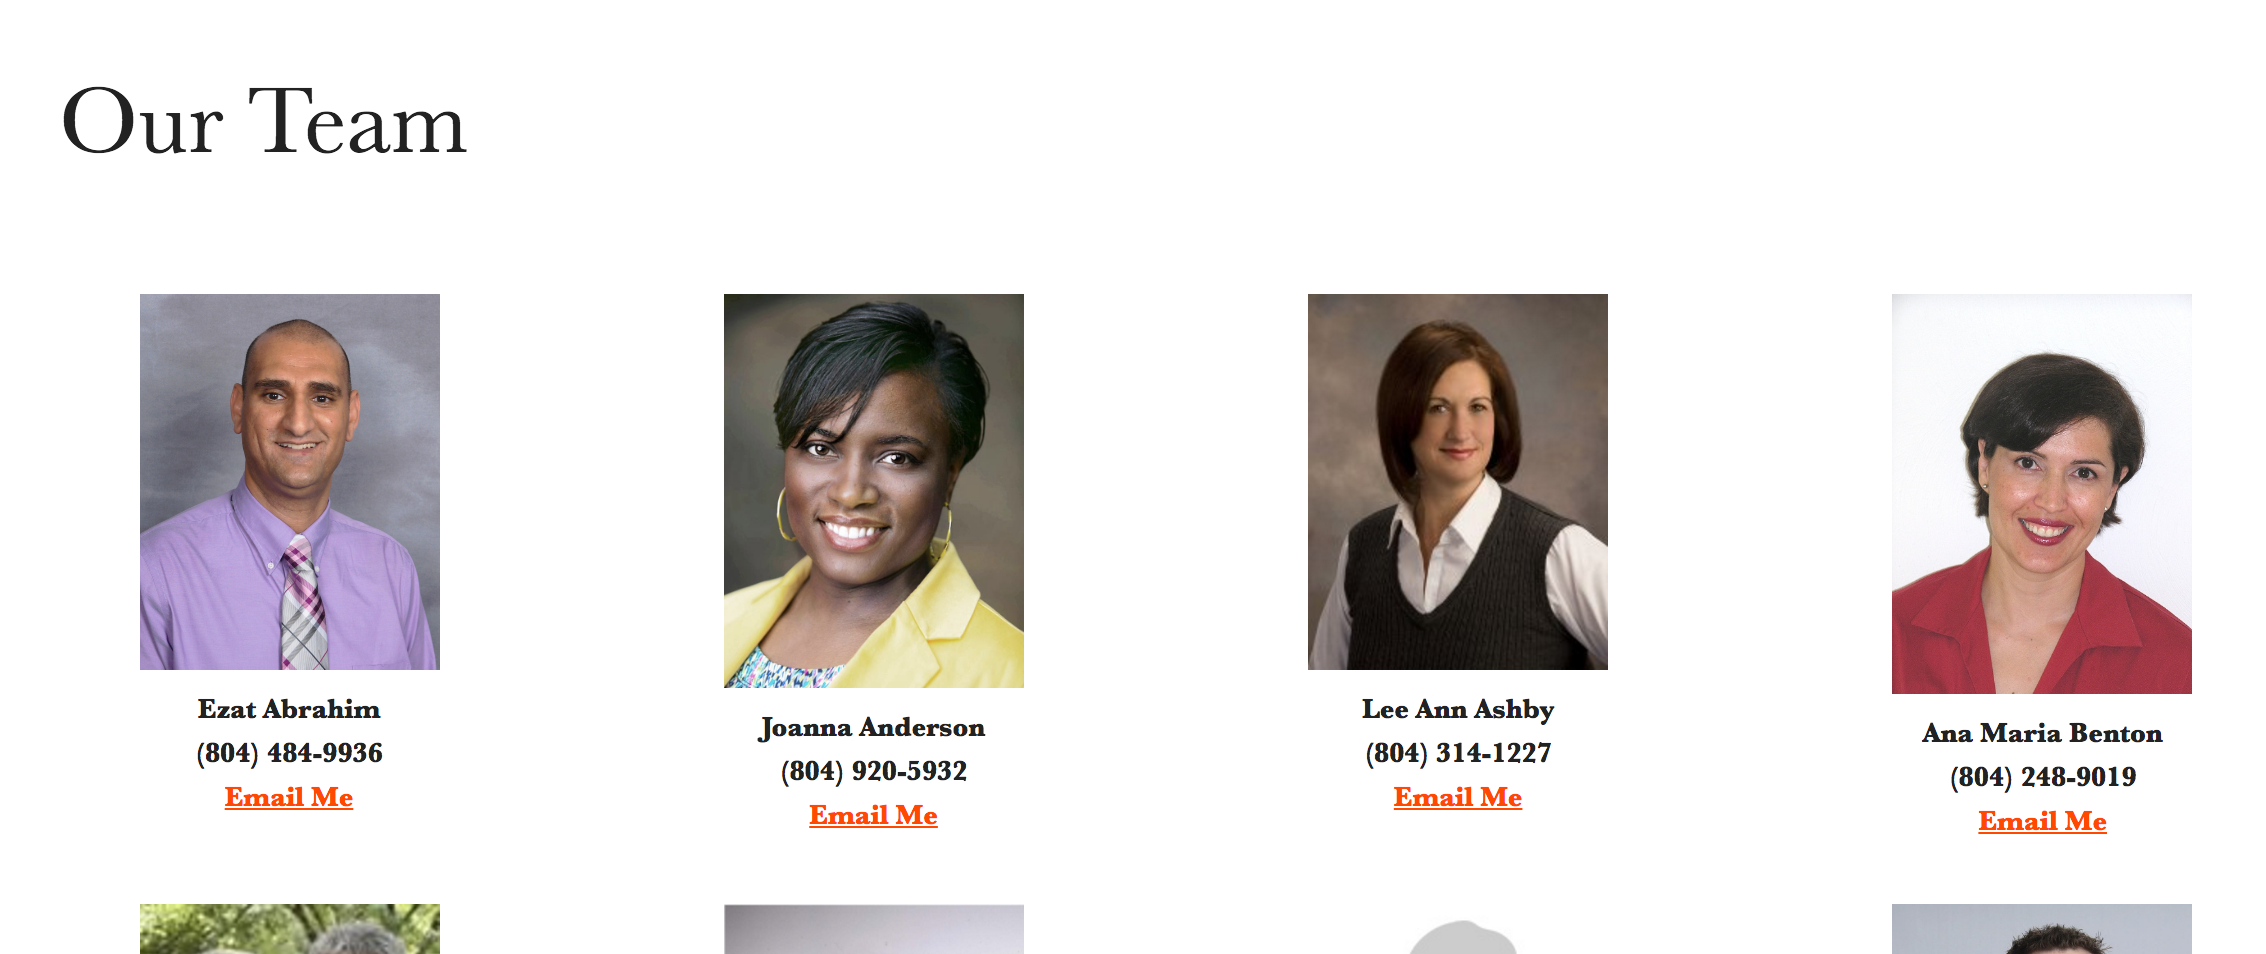 Our Team
Ezat Abrahim
(804) 484-9936
Email Me
Joanna Anderson
(804) 920-5932
Email Me
Lee Ann Ashby
(804) 314-1227
Email Me
Ana Maria Benton
(804) 248-9019
Email Me